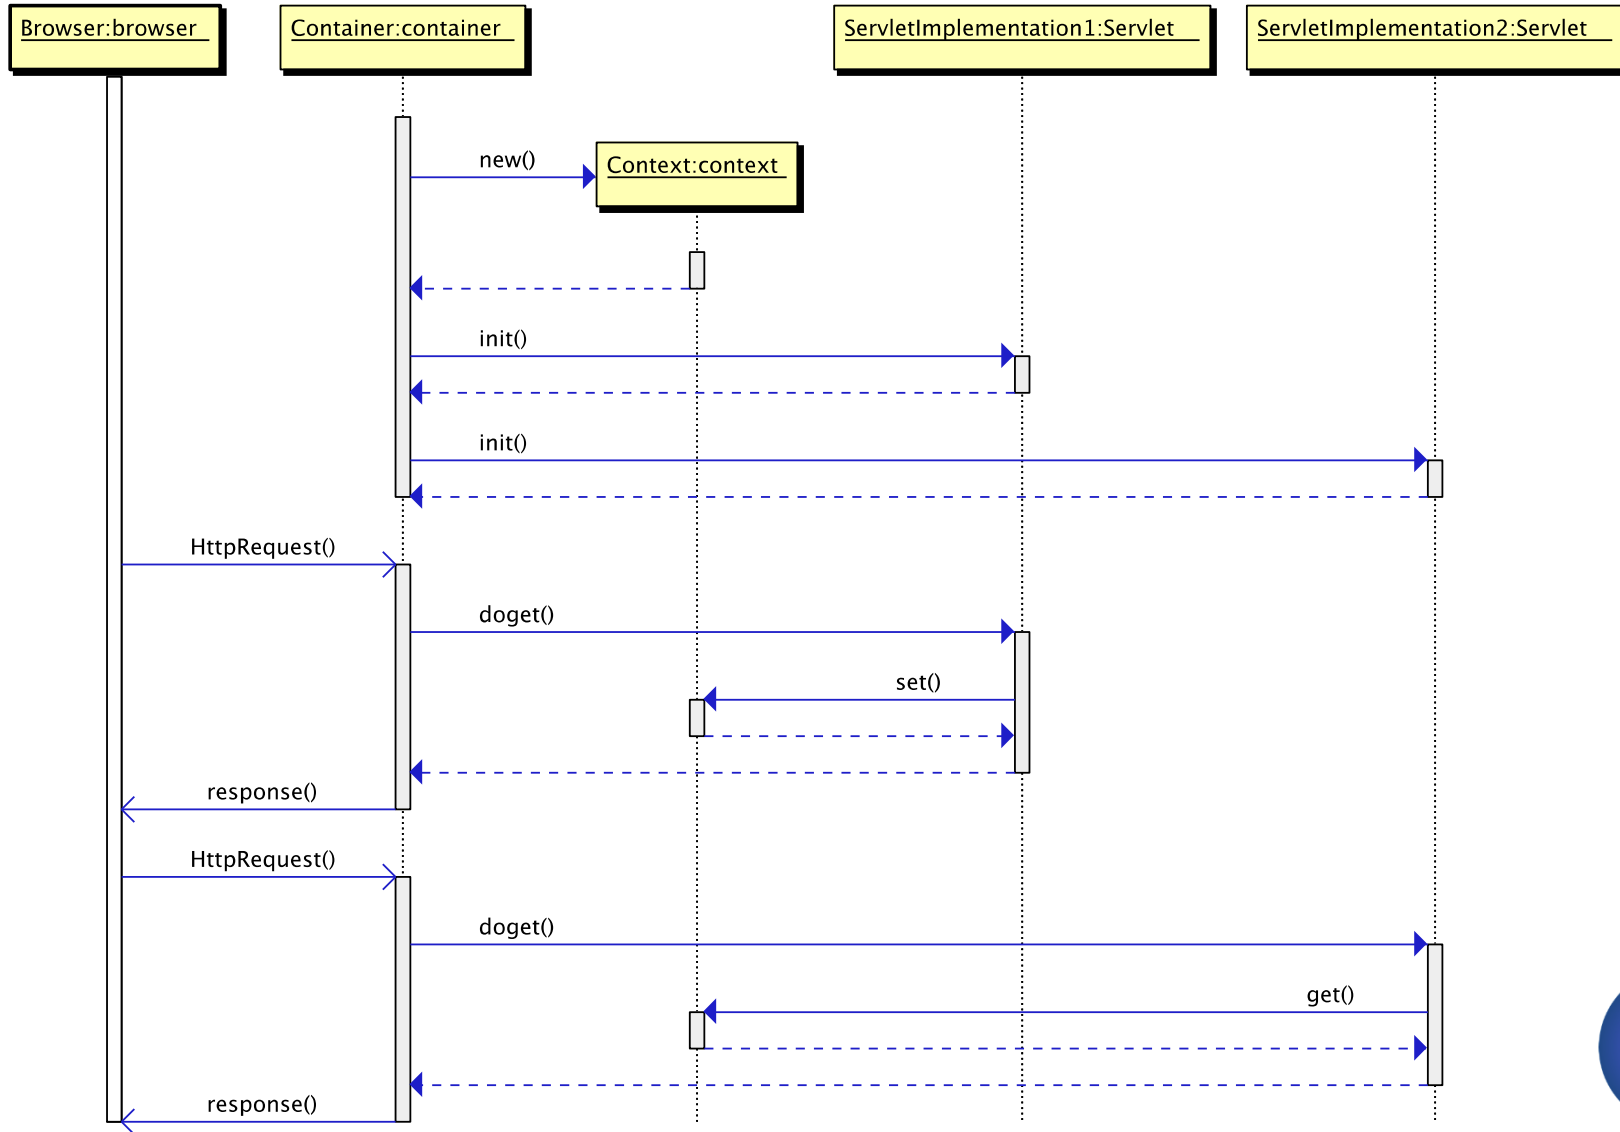 Browser:browser
Container:container
ServletImplementation1:Servlet
ServletImplementation2:Servlet
new()
Context:context
init()
init()
HttpRequest()
doget()
set()
response()
HttpRequest()
doget()
get()
response()